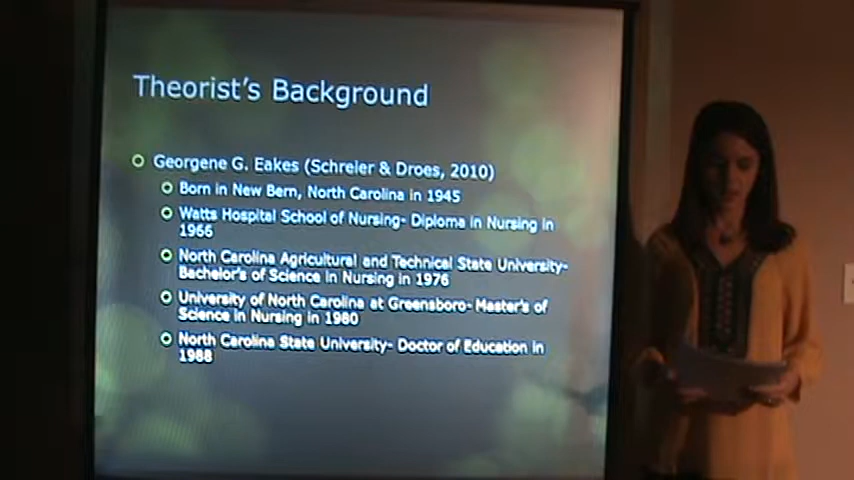 Theorist's Background
Georgene G. Eakes (Schreier & Droes, 2010)
Born in New Bern, North Carolina in 1945
Watts Hospital School of Nursing- Diploma in Nursing in
1966
North Carolina Agricultural and Technical State University-
Bachelor's of Science in Nursing in 1976
University of North Carolina at Greensboro- Master's of
Science in Nursing in 1980
North Carolina State University- Doctor of Education in
1988